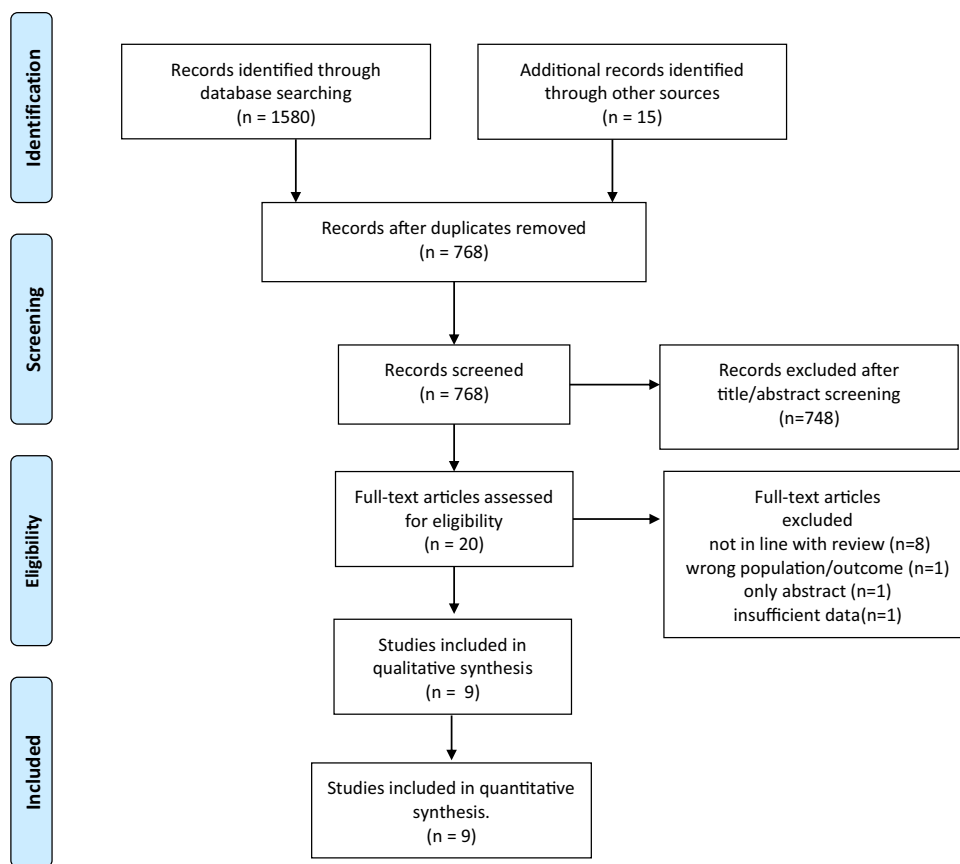 Identification
Records identified through
database searching
(n = 1580)
Additional records identified
through other sources
(n = 15)
Records after duplicates removed
(n = 768)
Screening
Records screened
(n = 768)
Records excluded after
title/abstract screening
(n=748)
Eligibility
Full-text articles assessed
for eligibility
(n = 20)
Full-text articles
excluded
not in line with review (n=8)
wrong population/outcome (n=1)
only abstract (n=1)
insufficient data(n=1)
Studies included in
qualitative synthesis
(n = 9)
Included
Studies included in quantitative
synthesis.
(n = 9)